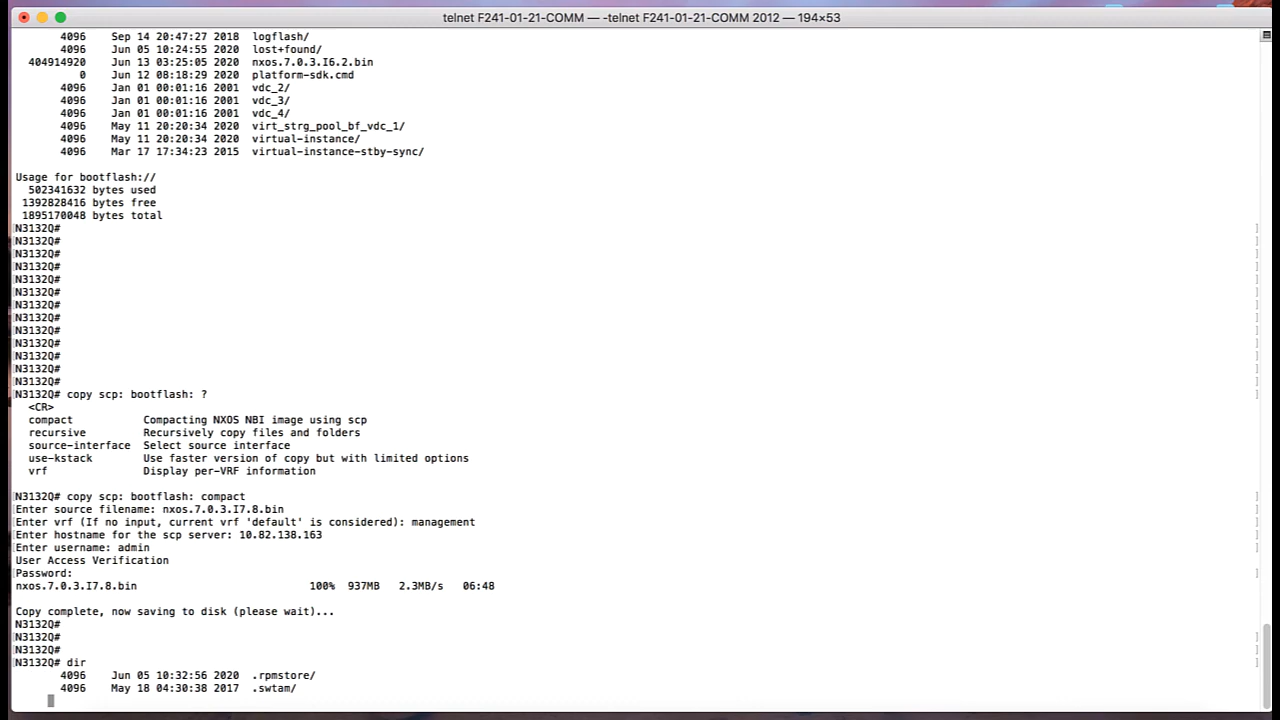 telnet F241-01-21-COMM — -telnet F241-01-21-COMM 2012 — 194×53
4096    Sep 14 20:47:27 2018  logflash/
4096    Jun 05 10:24:55 2020  lost+found/
404914920    Jun 13 03:25:05 2020  nxos.7.0.3.I6.2.bin
0    Jun 12 08:18:29 2020  platform-sdk.cmd
4096    Jan 01 00:01:16 2001  vdc_2/
4096    Jan 01 00:01:16 2001  vdc_3/
4096    Jan 01 00:01:16 2001  vdc_4/
4096    May 11 20:20:34 2020  virt_strg_pool_bf_vdc_1/
4096    May 11 20:20:34 2020  virtual-instance/
4096    Mar 17 17:34:23 2015  virtual-instance-stby-sync/
Usage for bootflash://
502341632 bytes used
1392828416 bytes free
1895170048 bytes total
N3132Q#
N3132Q#
N3132Q#
N3132Q#
N3132Q#
N3132Q#
N3132Q#
N3132Q#
N3132Q#
N3132Q#
N3132Q#
N3132Q#
N3132Q#
N3132Q# copy scp: bootflash: ?
<CR>
compact           Compacting NXOS NBI image using scp
recursive         Recursively copy files and folders
source-interface  Select source interface
use-kstack        Use faster version of copy but with limited options
vrf               Display per-VRF information
N3132Q# copy scp: bootflash: compact
Enter source filename: nxos.7.0.3.I7.8.bin
Enter vrf (If no input, current vrf 'default' is considered): management
Enter hostname for the scp server: 10.82.138.163
Enter username: admin
User Access Verification
Password:
nxos.7.0.3.I7.8.bin                           100%  937MB   2.3MB/s   06:48
Copy complete, now saving to disk (please wait)...
N3132Q#
N3132Q#
N3132Q#
N3132Q# dir
4096    Jun 05 10:32:56 2020  .rpmstore/
4096    May 18 04:30:38 2017  .swtam/